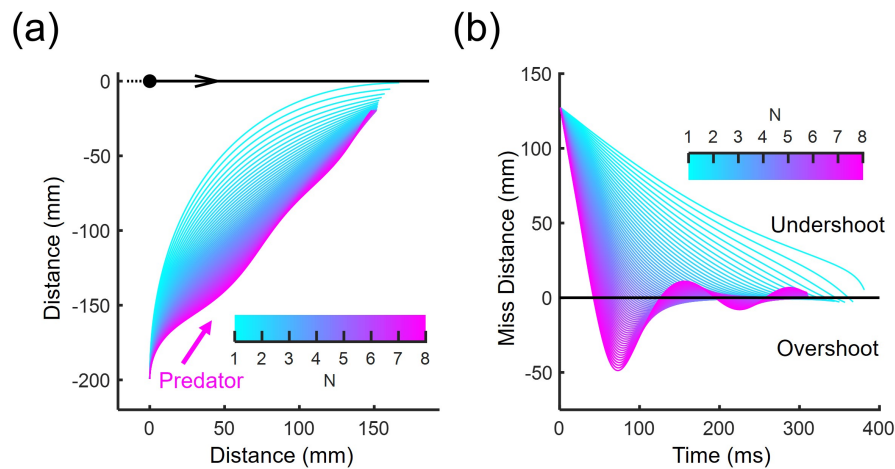 (a)
0
-50
-100
-150
-200
Distance (mm)
0 50 100 150
Distance (mm)
1 2 3 4 5 6 7 8
N
Predator
(b)
150
100
50
0
-50
Miss Distance (mm)
0 100 200 300 400
Time (ms)
N
1 2 3 4 5 6 7 8
Undershoot
Overshoot